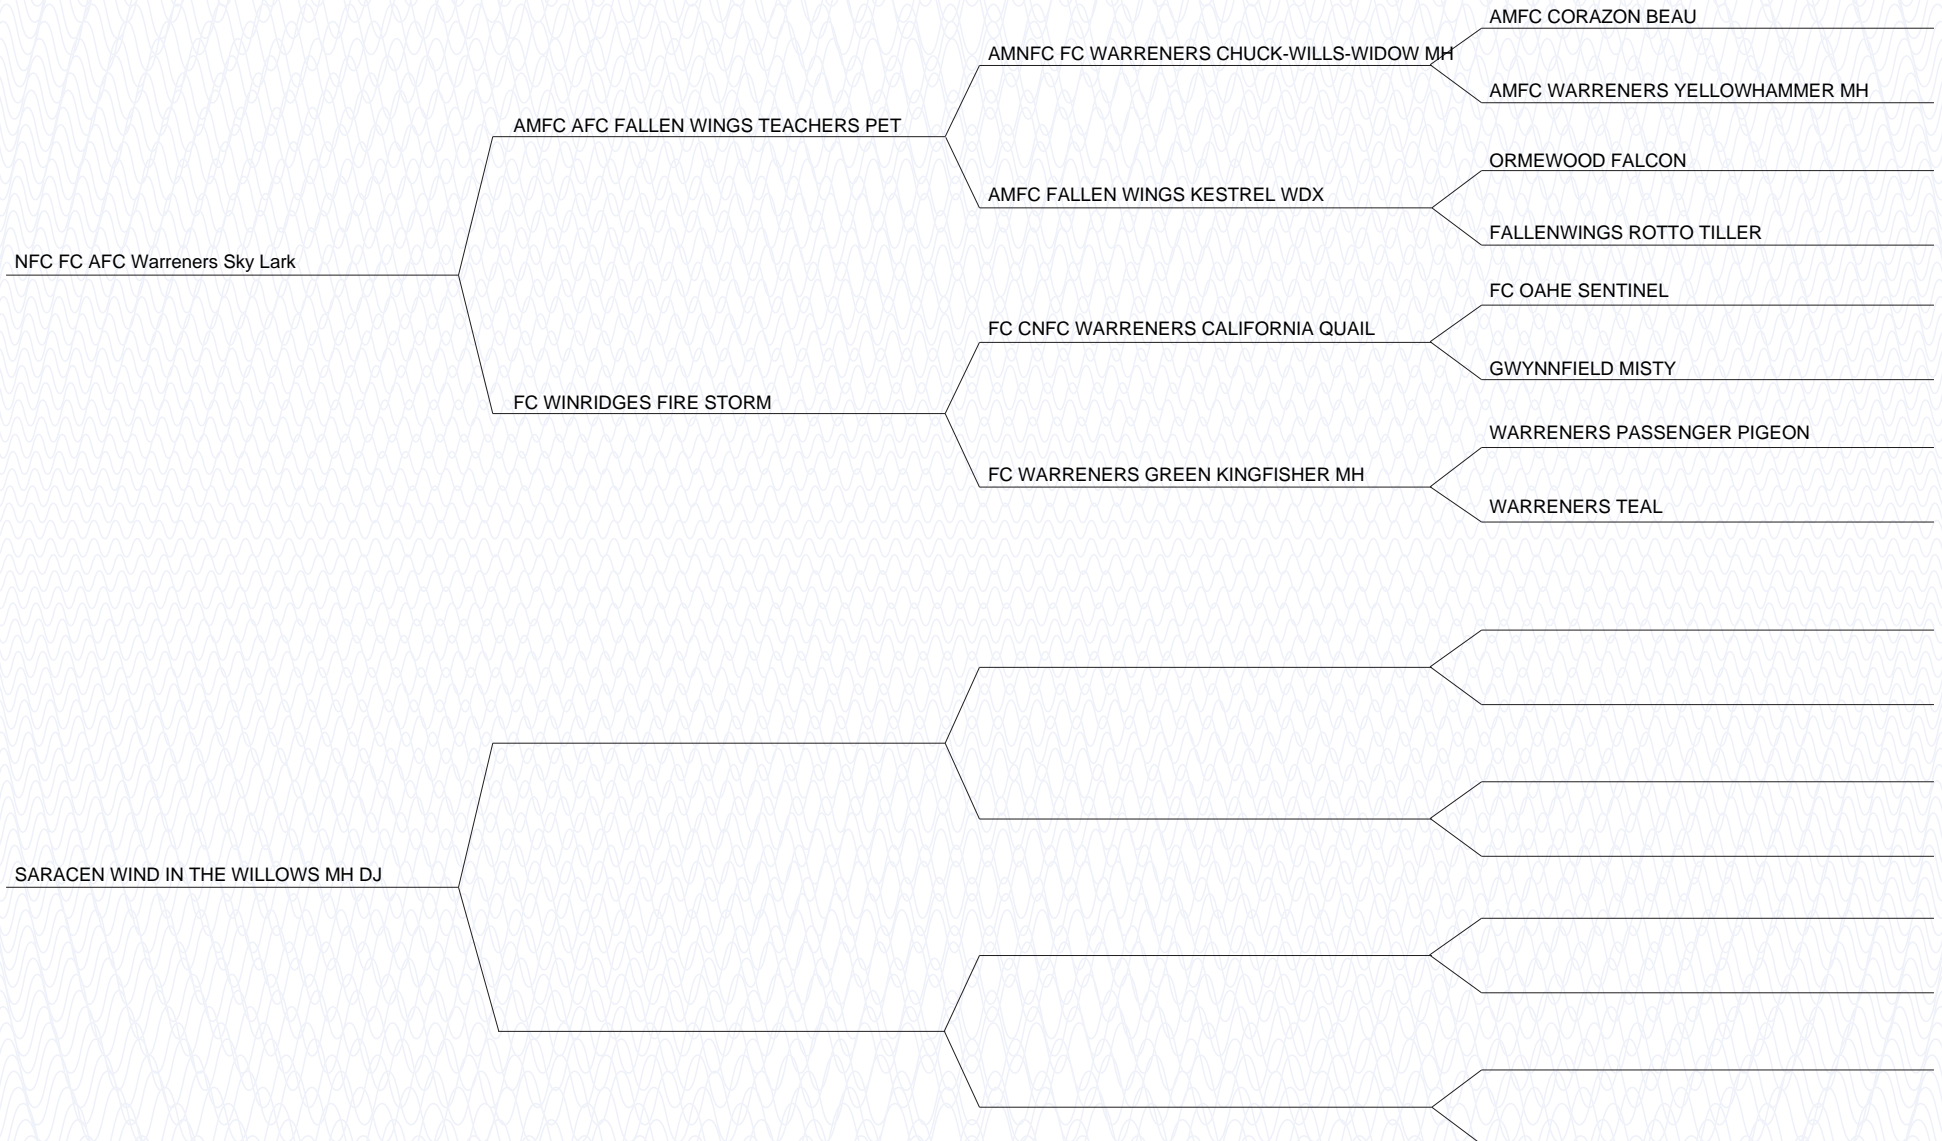 AMFC CORAZON BEAU
AMNFC FC WARRENERS CHUCK-WILLS-WIDOW MH
AMFC WARRENERS YELLOWHAMMER MH
AMFC AFC FALLEN WINGS TEACHERS PET
ORMEWOOD FALCON
AMFC FALLEN WINGS KESTREL WDX
FALLENWINGS ROTTO TILLER
NFC FC AFC Warreners Sky Lark
FC OAHE SENTINEL
FC CNFC WARRENERS CALIFORNIA QUAIL
GWYNNFIELD MISTY
FC WINRIDGES FIRE STORM
WARRENERS PASSENGER PIGEON
FC WARRENERS GREEN KINGFISHER MH
WARRENERS TEAL
SARACEN WIND IN THE WILLOWS MH DJ